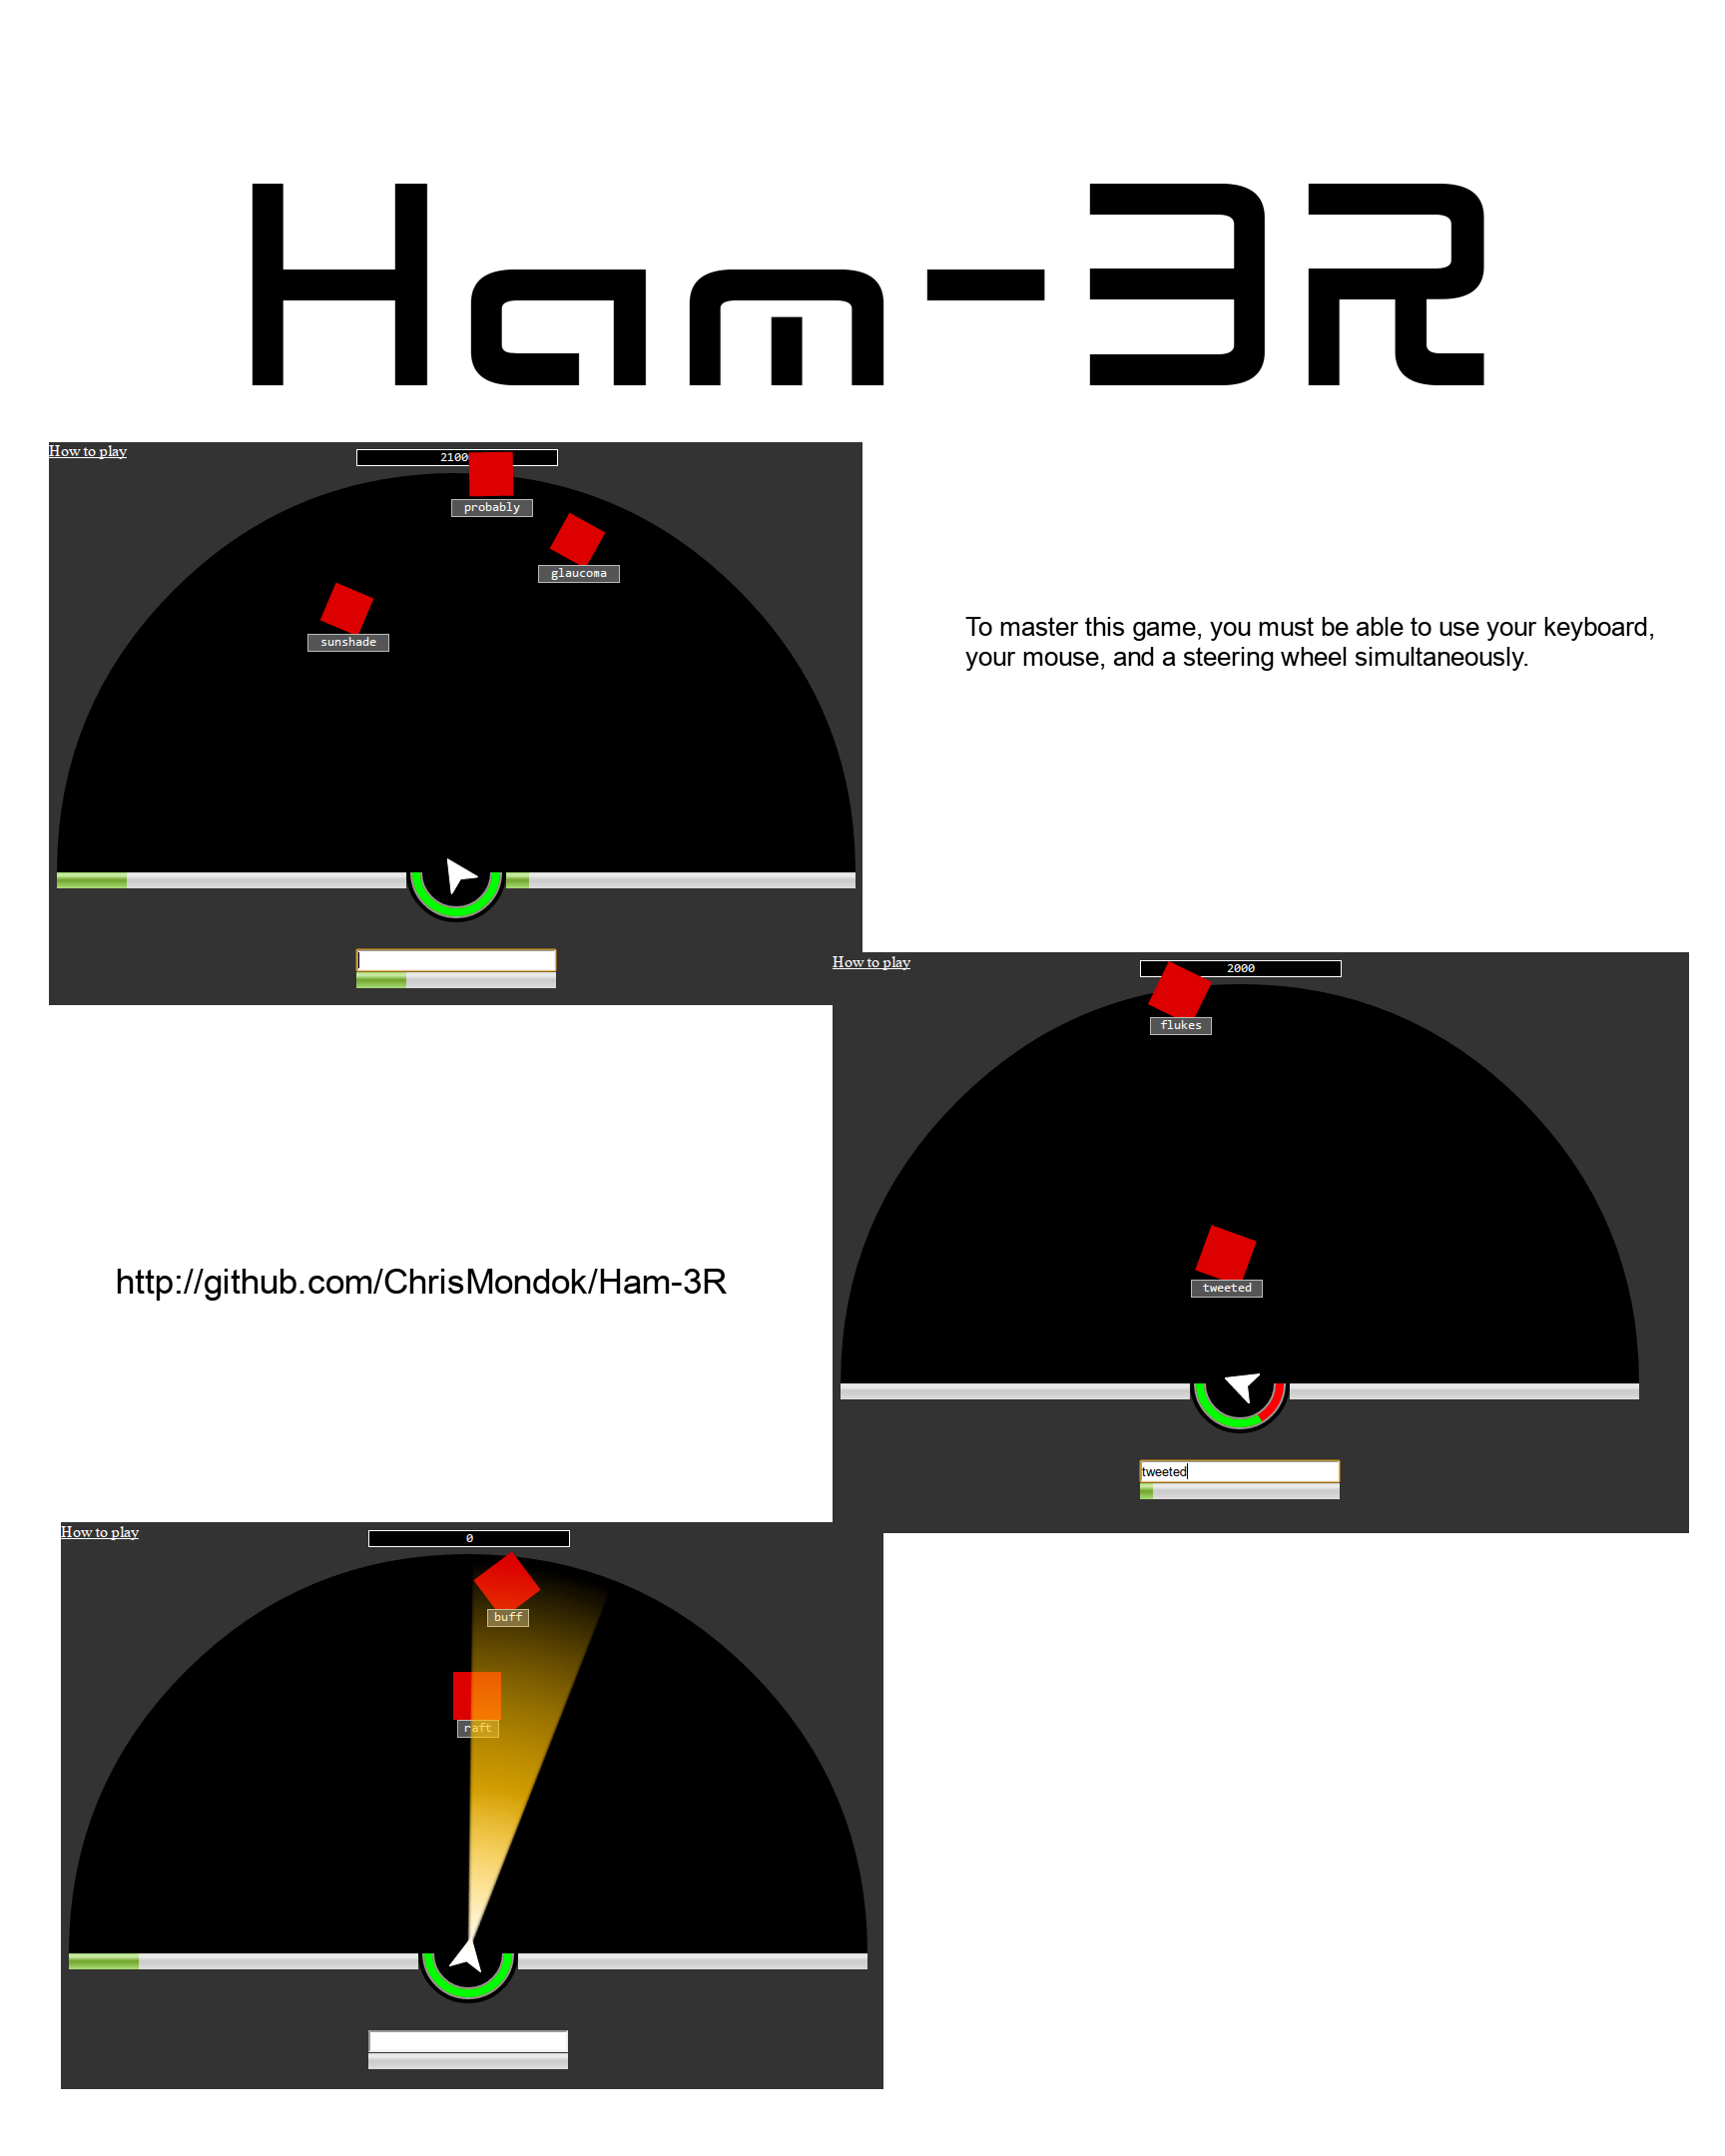 Ham-3R
How to play
probably
glaucoma
sunshade
To master this game, you must be able to use your keyboard,
your mouse, and a steering wheel simultaneously.
How to play
2000
flukes
tweeted
tweeted
http://github.com/ChrisMondok/Ham-3R
How to play
0
buff
raft